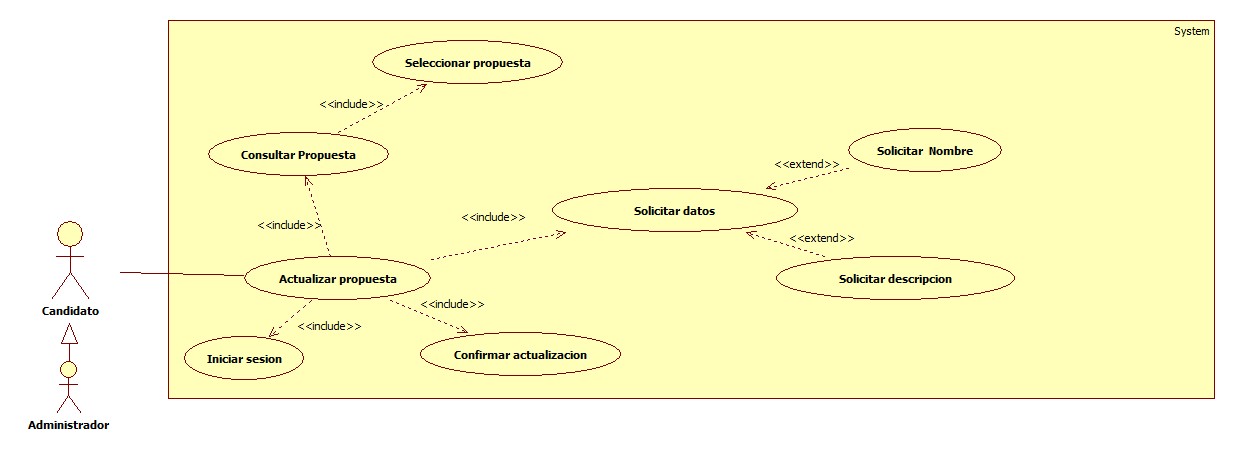 System
Seleccionar propuesta
<<include>>
Consultar Propuesta
Solicitar Nombre
<<extend>>
Solicitar datos
<<include>>
<<include>>
<<extend>>
Actualizar propuesta
Solicitar descripcion
Candidato
<<include>>
<<include>>
Iniciar sesion
Confirmar actualizacion
Administrador